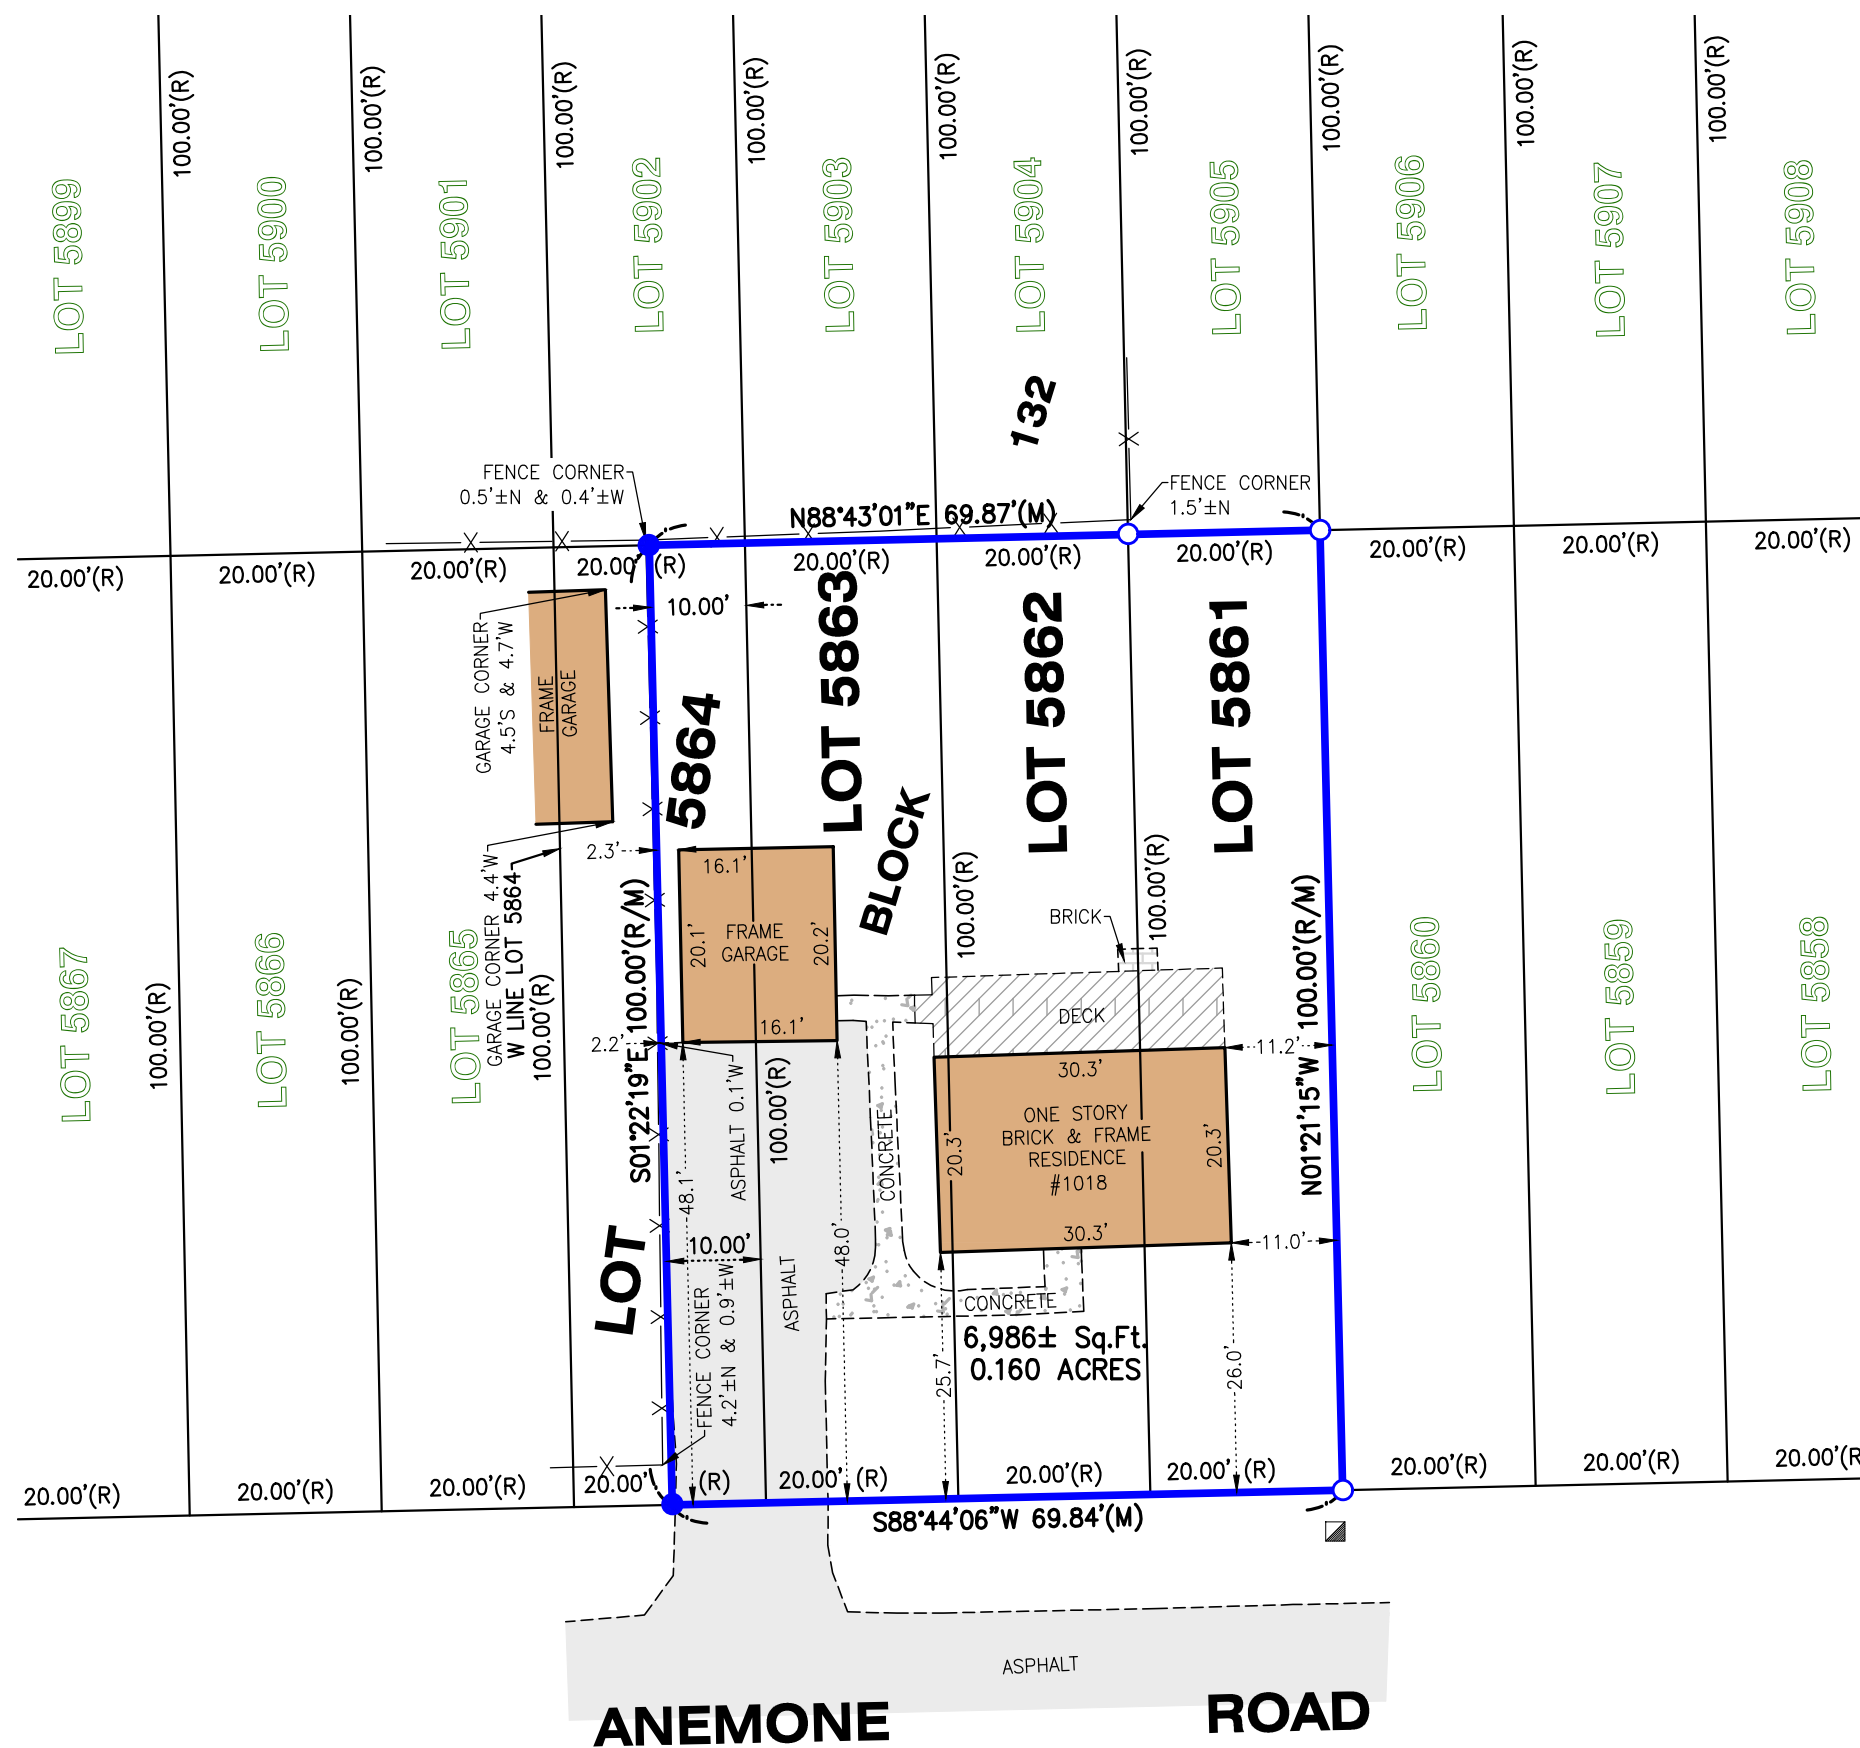 100.00'(R)
100.00'(R)
100.00'(R)
100.00'(R)
100.00'(R)
100.00'(R)
100.00'(R)
100.00'(R)
100.00'(R)
LOT 5899
LOT 5900
LOT 5901
LOT 5902
LOT 5903
LOT 5904
LOT 5905
LOT 5906
LOT 5907
LOT 5908
132
FENCE CORNER
0.5'±N & 0.4'±W
N88°43'01"E 69.87'(M)
FENCE CORNER
1.5'±N
20.00'(R)
20.00'(R)
20.00'(R)
20.00' (R)
20.00'(R)
20.00'(R)
20.00'(R)
20.00'(R)
20.00'(R)
20.00'(R)
10.00'
GARAGE CORNER
4.5'S & 4.7'W
FRAME
GARAGE
5864
LOT 5863
LOT 5862
LOT 5861
BLOCK
2.3'
GARAGE CORNER 4.4'W
W LINE LOT 5864
16.1'
FRAME
GARAGE
20.1'
20.2'
16.1'
2.2'
S01°22'19"E 100.00'(R/M)
100.00'(R)
100.00'(R)
BRICK
DECK
N01°21'15"W 100.00'(R/M)
LOT 5867
100.00'(R)
LOT 5866
100.00'(R)
LOT 5865
100.00'(R)
LOT 5860
LOT 5859
LOT 5858
11.2'
30.3'
ONE STORY
BRICK & FRAME
RESIDENCE
#1018
20.3'
20.3'
30.3'
11.0'
ASPHALT 0.1'W
100.00'(R)
CONCRETE
48.1'
48.0'
LOT
10.00'
FENCE CORNER
4.2'±N & 0.9'±W
ASPHALT
CONCRETE
6,986± Sq.Ft.
0.160 ACRES
25.7'
26.0'
20.00'(R)
20.00'(R)
20.00'(R)
20.00' (R)
20.00' (R)
20.00'(R)
20.00' (R)
20.00'(R)
20.00'(R)
20.00'(R
S88°44'06"W 69.84'(M)
ASPHALT
ANEMONE ROAD